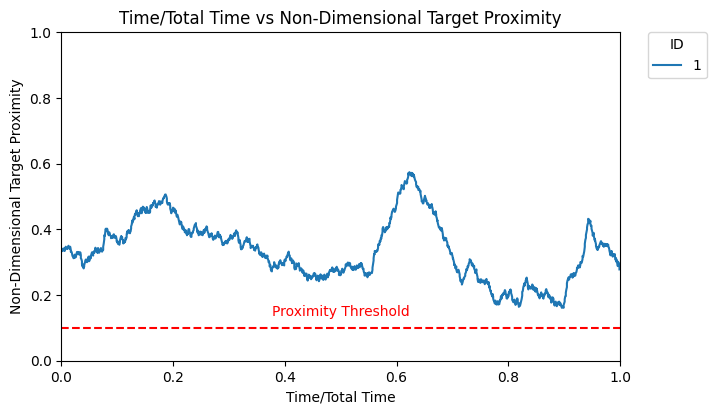 Time/Total Time vs Non-Dimensional Target Proximity
ID
1
Non-Dimensional Target Proximity
1.0
0.8
0.6
0.4
0.2
0.0
Proximity Threshold
0.0 0.2 0.4 0.6 0.8 1.0
Time/Total Time